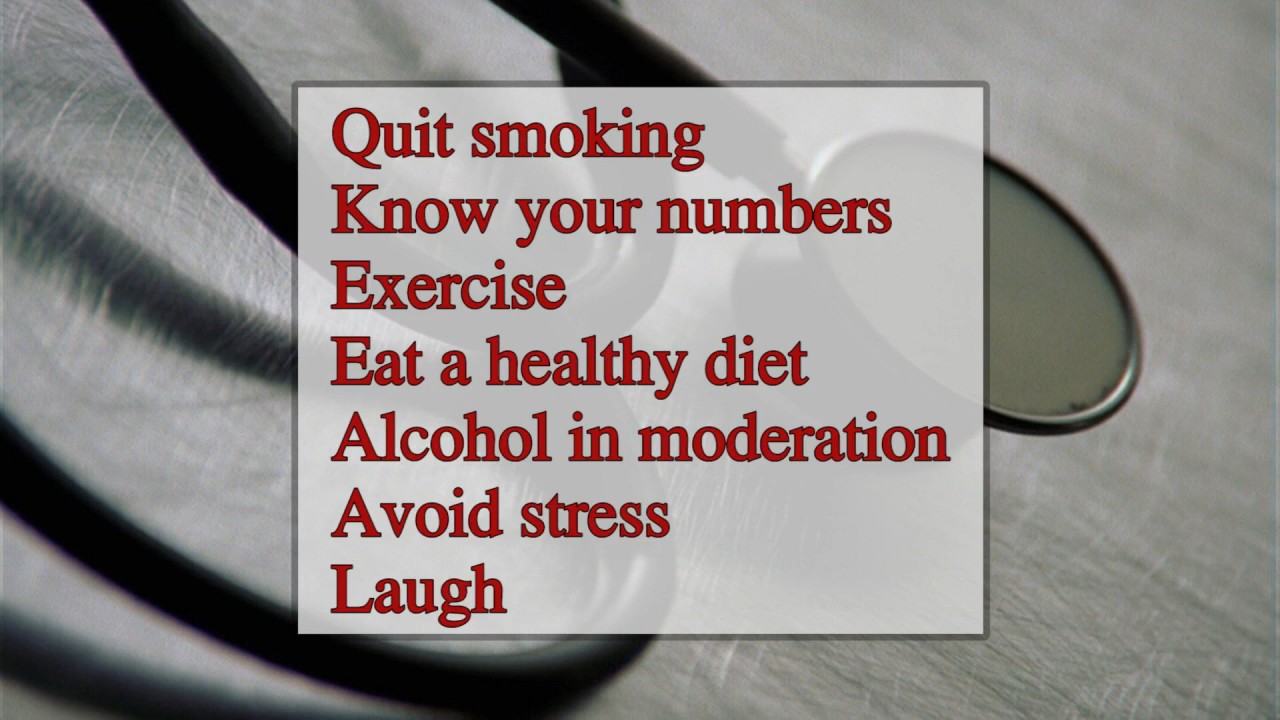 Quit smoking
Know your numbers
Exercise
Eat a healthy diet
Alcohol in moderation
Avoid stress
Laugh